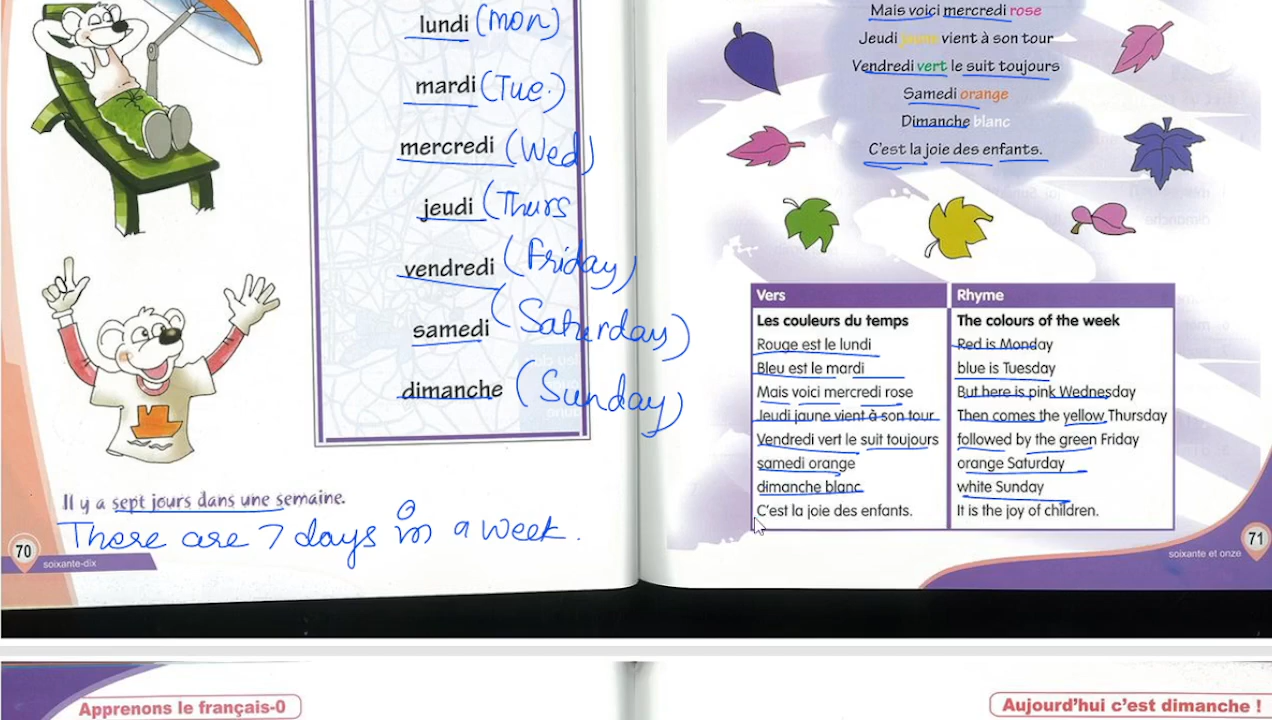 lundi (Mon)
mardi (Tue.)
mercredi (Wed)
jeudi (Thurs
vendredi (Friday)
samedi (Saturday)
dimanche (Sunday)
Il y a sept jours dans une semaine.
There are 7 days in a week.
70
soixante-dix
Mais voici mercredi rose
Jeudi jaune vient à son tour
Vendredi vert le suit toujours
Samedi orange
Dimanche blanc
C'est la joie des enfants.
Vers Rhyme
Les couleurs du temps The colours of the week
Rouge est le lundi Red is Monday
Bleu est le mardi blue is Tuesday
Mais voici mercredi rose But here is pink Wednesday
Jeudi jaune vient à son tour Then comes the yellow Thursday
Vendredi vert le suit toujours followed by the green Friday
samedi orange orange Saturday
dimanche blanc white Sunday
C'est la joie des enfants. It is the joy of children.
71
soixante et onze
Apprenons le français-0
Aujourd'hui c'est dimanche !